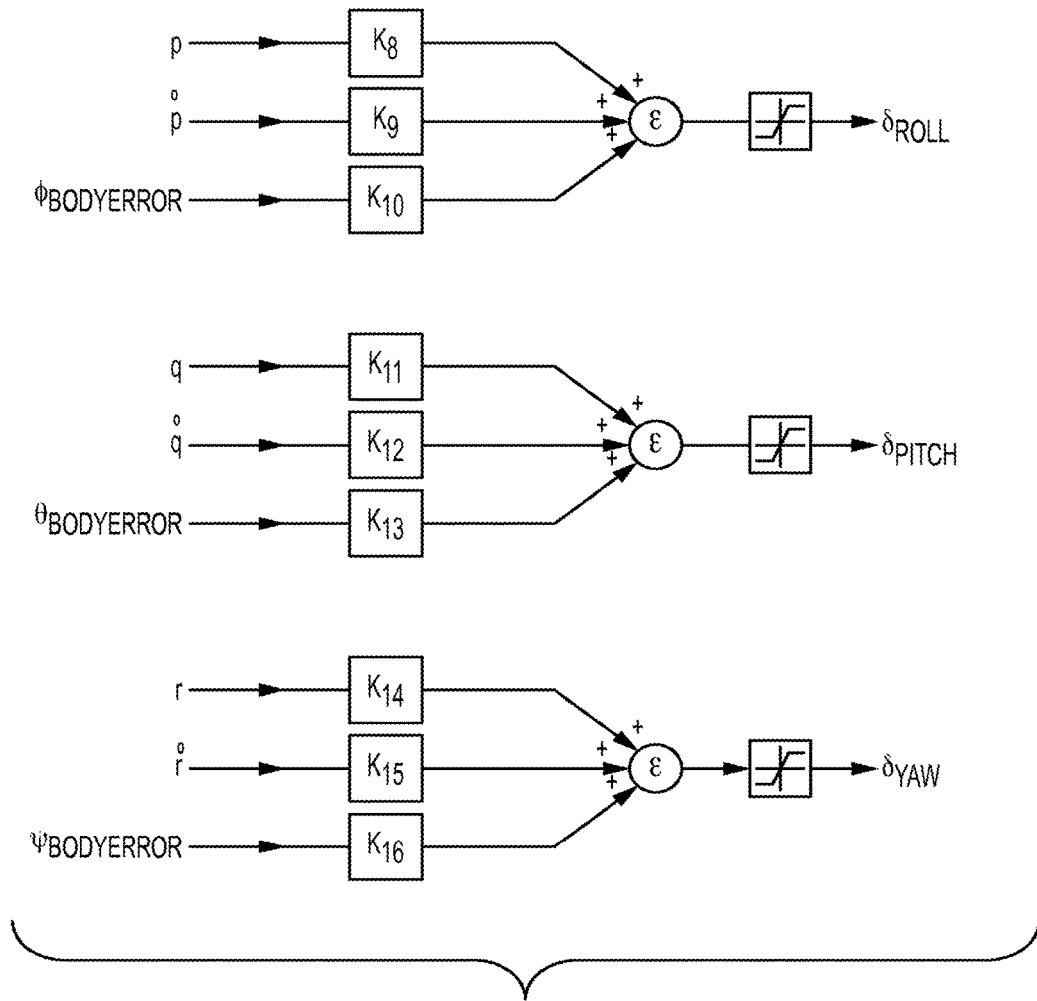 p K8 + 
p̊ K9 + ε δROLL
ϕBODYERROR K10 +
q K11 +
q̊ K12 + ε δPITCH
θBODYERROR K13 +
r K14 +
r̊ K15 + ε δYAW
ψBODYERROR K16 +